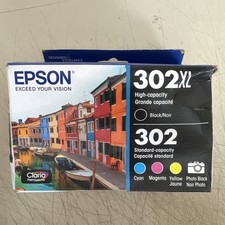 EPSON
EXCEED YOUR VISION
302XL
High-capacity
Grande capacité
Black/Noir
302
Standard-capacity
Capacité standard
Cyan
Magenta
Yellow
Jaune
Photo Black
Noir Photo
Claria